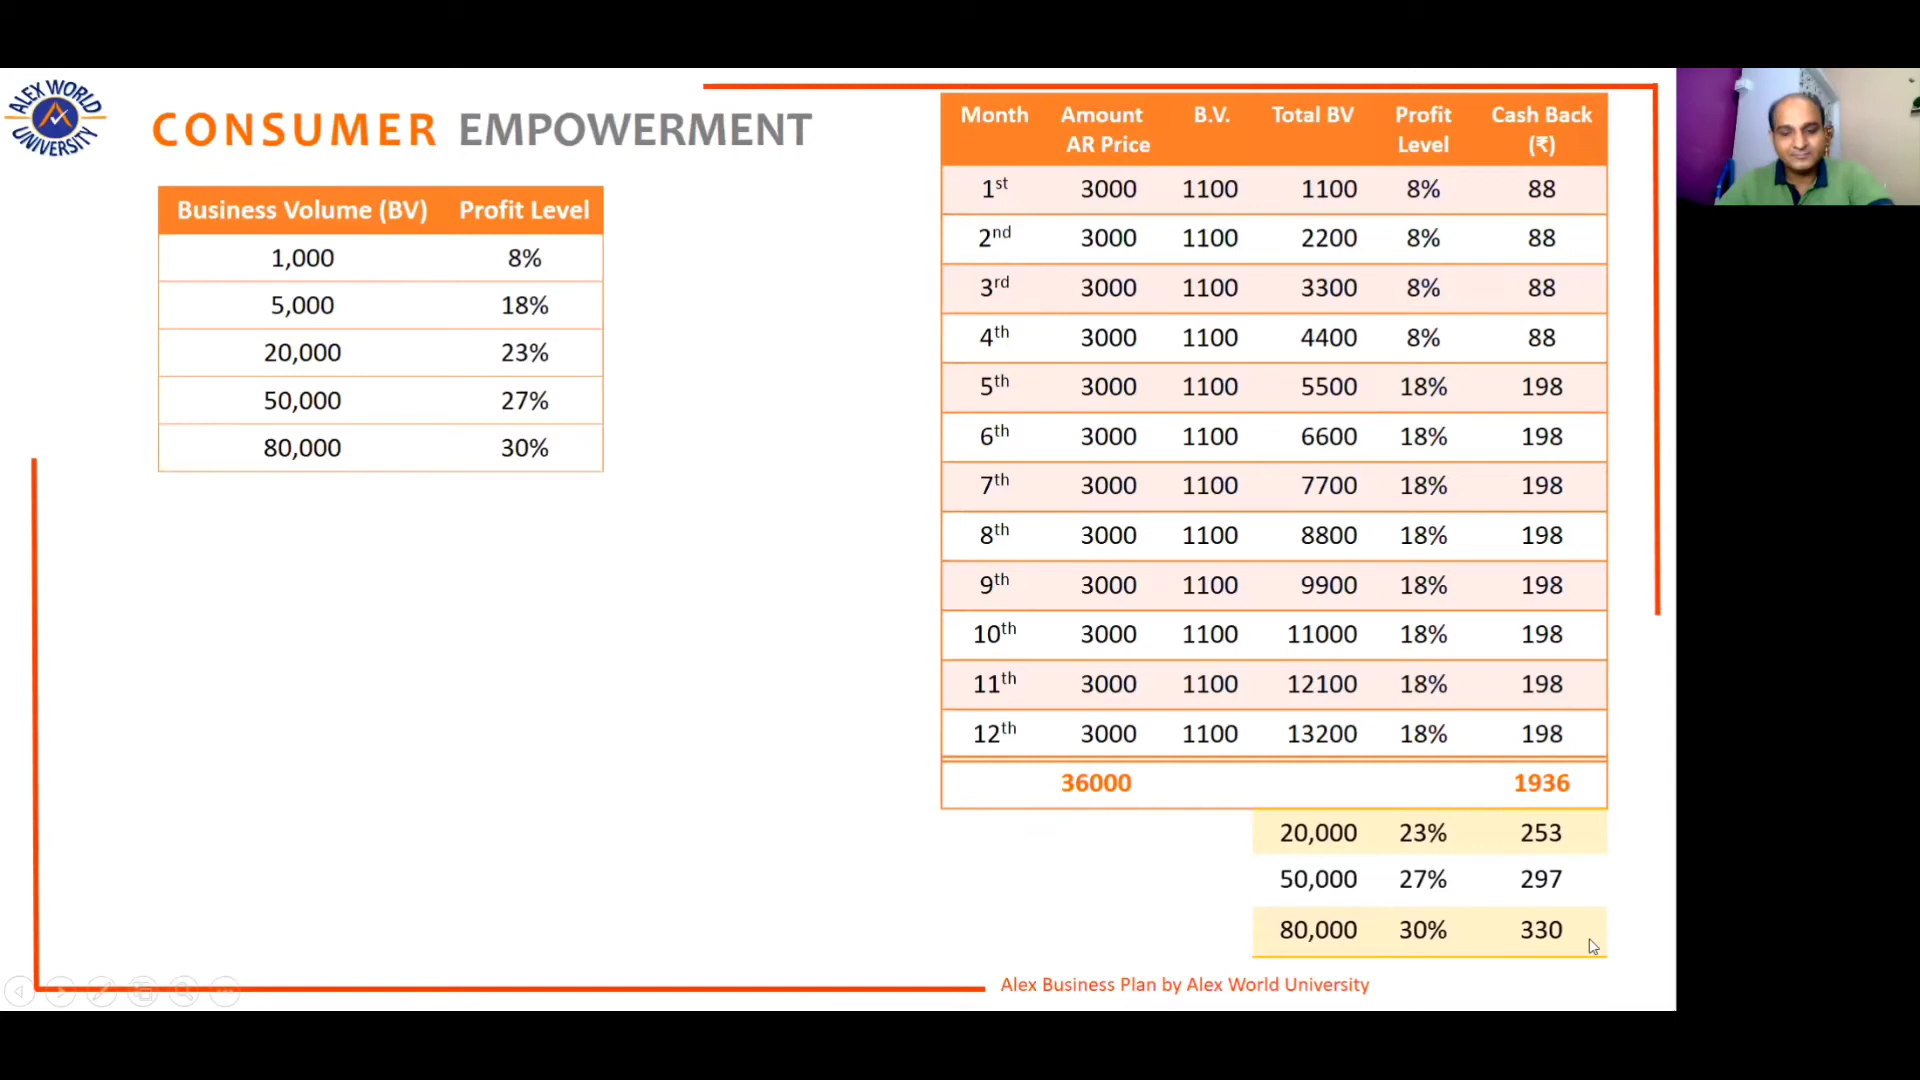 ALEX WORLD
UNIVERSITY
CONSUMER EMPOWERMENT
Business Volume (BV) Profit Level
1,000 8%
5,000 18%
20,000 23%
50,000 27%
80,000 30%
Month Amount AR Price B.V. Total BV Profit Level Cash Back (₹)
1st 3000 1100 1100 8% 88
2nd 3000 1100 2200 8% 88
3rd 3000 1100 3300 8% 88
4th 3000 1100 4400 8% 88
5th 3000 1100 5500 18% 198
6th 3000 1100 6600 18% 198
7th 3000 1100 7700 18% 198
8th 3000 1100 8800 18% 198
9th 3000 1100 9900 18% 198
10th 3000 1100 11000 18% 198
11th 3000 1100 12100 18% 198
12th 3000 1100 13200 18% 198
36000 1936
20,000 23% 253
50,000 27% 297
80,000 30% 330
Alex Business Plan by Alex World University